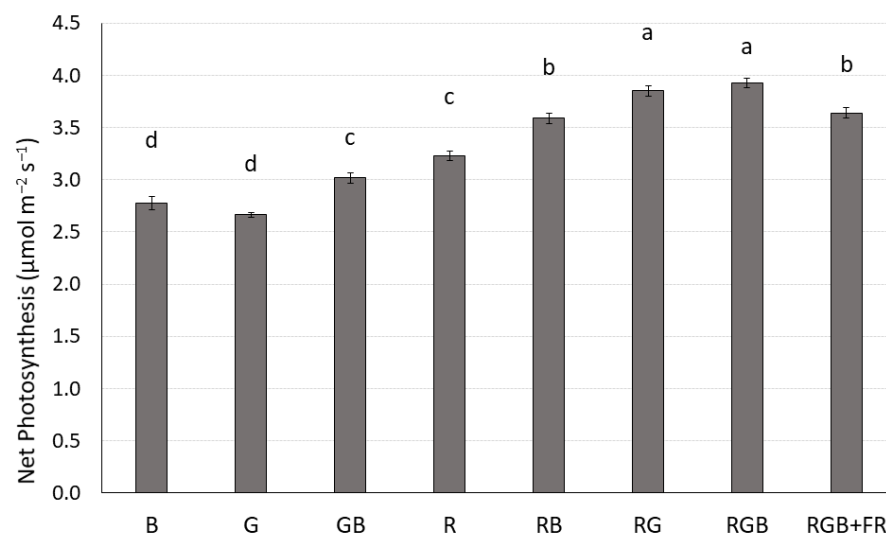 Net Photosynthesis (µmol m⁻² s⁻¹)
4.5
4.0
3.5
3.0
2.5
2.0
1.5
1.0
0.5
0.0
d
d
c
c
b
a
a
b
B G GB R RB RG RGB RGB+FR